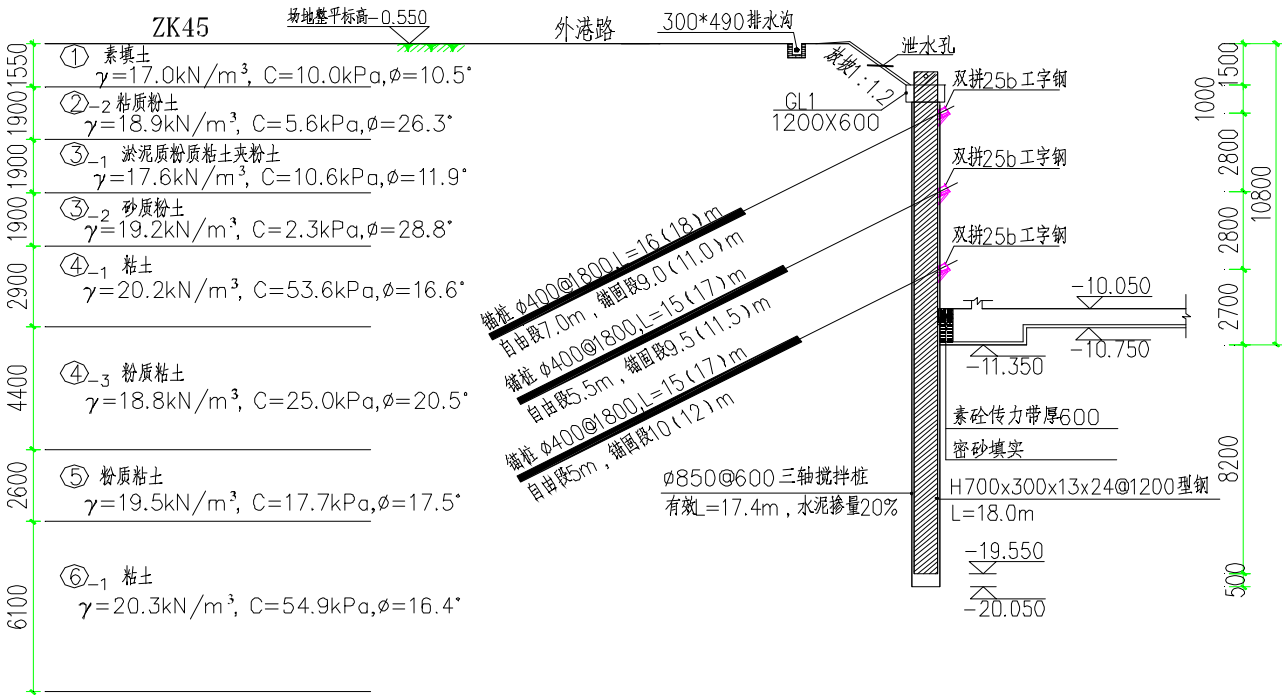 ZK45
场地整平标高-0.550
外港路
300*490排水沟
泄水孔
放坡1:1.2
① 素填土
γ=17.0kN/m³, C=10.0kPa,ø=10.5°
②-2 粘质粉土
γ=18.9kN/m³, C=5.6kPa,ø=26.3°
③-1 淤泥质粉质粘土夹粉土
γ=17.6kN/m³, C=10.6kPa,ø=11.9°
③-2 砂质粉土
γ=19.2kN/m³, C=2.3kPa,ø=28.8°
④-1 粘土
γ=20.2kN/m³, C=53.6kPa,ø=16.6°
④-3 粉质粘土
γ=18.8kN/m³, C=25.0kPa,ø=20.5°
⑤ 粉质粘土
γ=19.5kN/m³, C=17.7kPa,ø=17.5°
⑥-1 粘土
γ=20.3kN/m³, C=54.9kPa,ø=16.4°
1550
1900
1900
1900
2900
4400
2600
6100
GL1
1200X600
双拼25b工字钢
双拼25b工字钢
双拼25b工字钢
锚桩 ø400@1800,L=16(18)m
自由段7.0m，锚固段9.0(11.0)m
锚桩 ø400@1800,L=15(17)m
自由段5.5m，锚固段9.5(11.5)m
锚桩 ø400@1800,L=15(17)m
自由段5m，锚固段10(12)m
-10.050
-10.750
-11.350
素砼传力带厚600
密砂填实
ø850@600三轴搅拌桩
有效L=17.4m，水泥掺量20%
H700x300x13x24@1200型钢
L=18.0m
-19.550
-20.050
1500
1000
2800
2800
2700
8200
500
10800